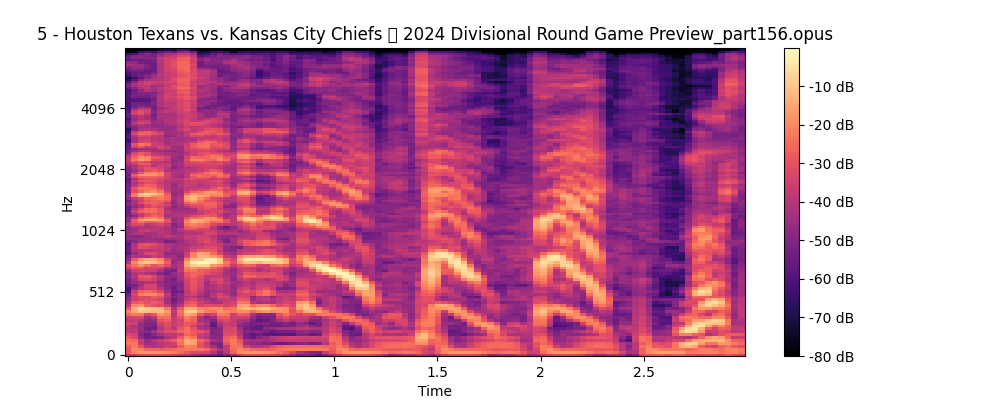 5 - Houston Texans vs. Kansas City Chiefs ▯ 2024 Divisional Round Game Preview_part156.opus
4096
2048
1024
512
0
Hz
0 0.5 1 1.5 2 2.5
Time
-10 dB
-20 dB
-30 dB
-40 dB
-50 dB
-60 dB
-70 dB
-80 dB